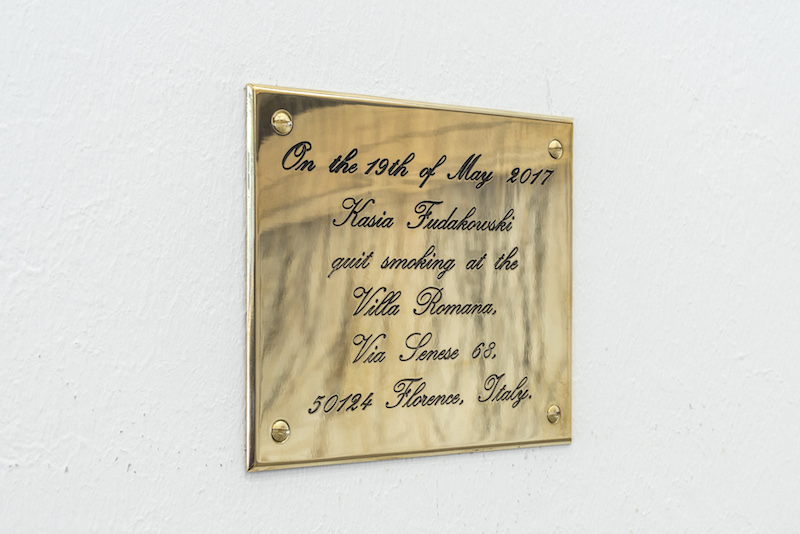 On the 19th of May 2017
Kasia Fudakowski
quit smoking at the
Villa Romana,
Via Senese 68,
50124 Florence, Italy.